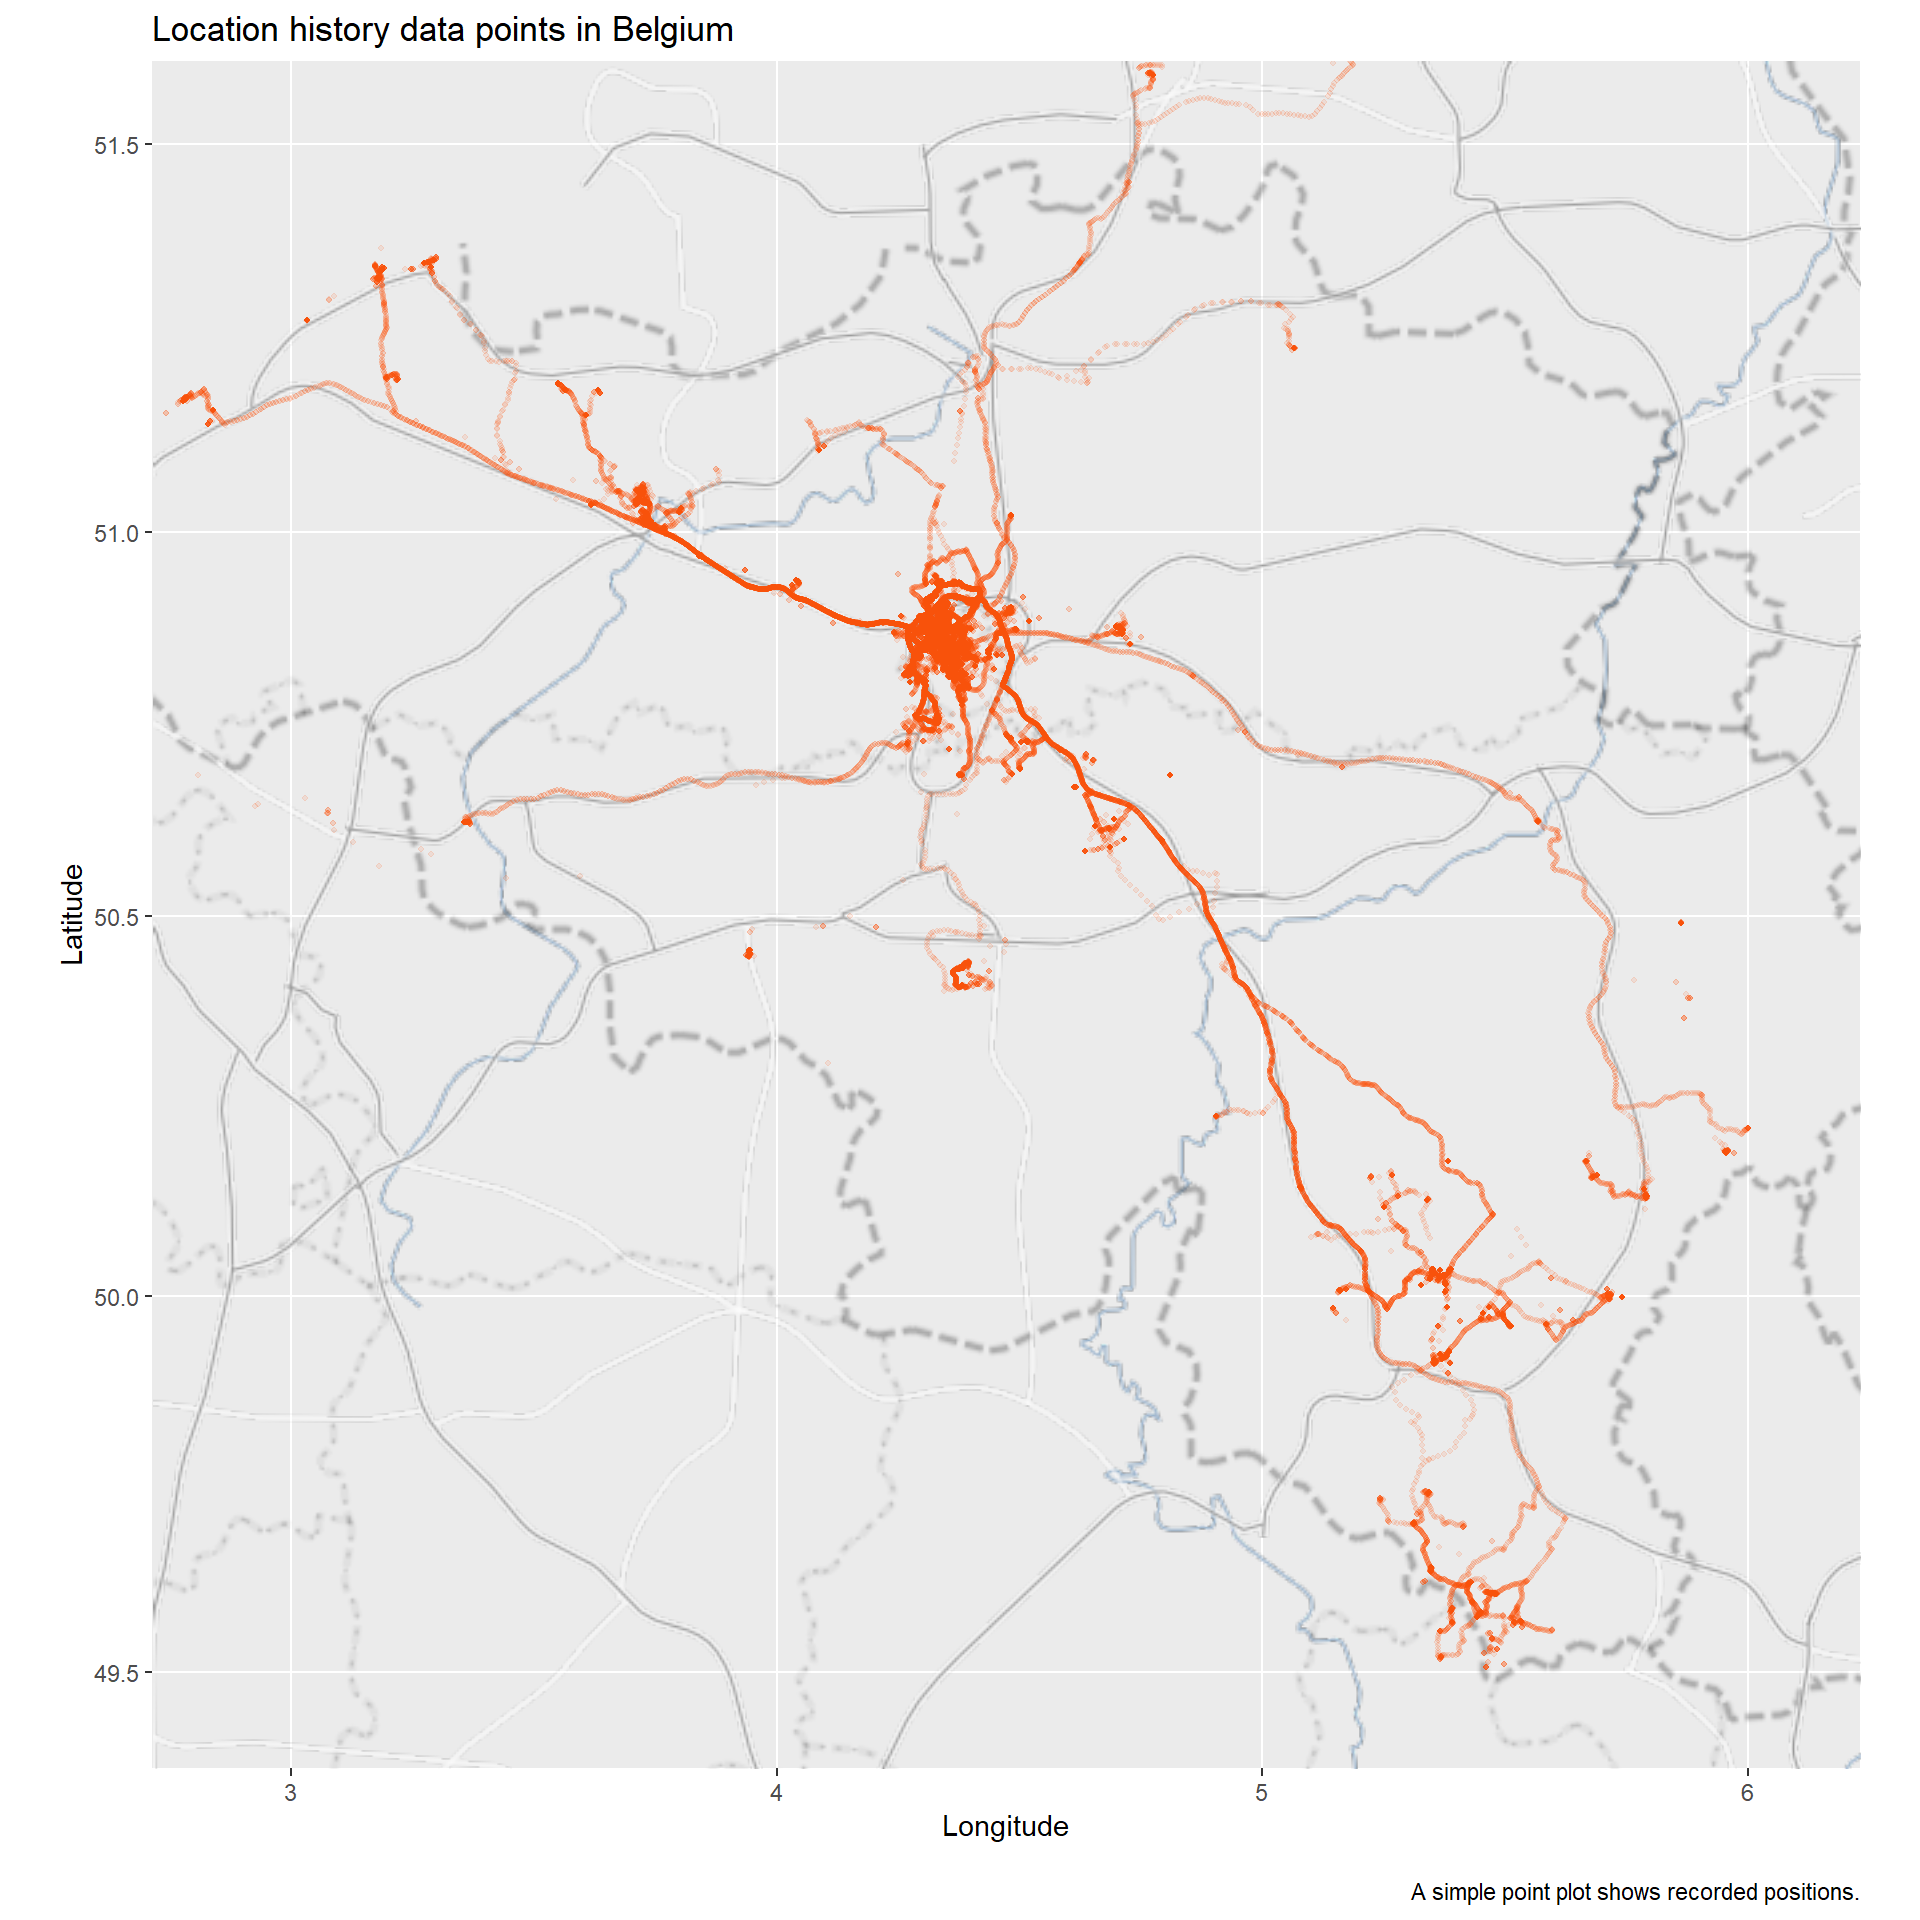 Location history data points in Belgium
51.5
51.0
50.5
50.0
49.5
Latitude
3
4
5
6
Longitude
A simple point plot shows recorded positions.